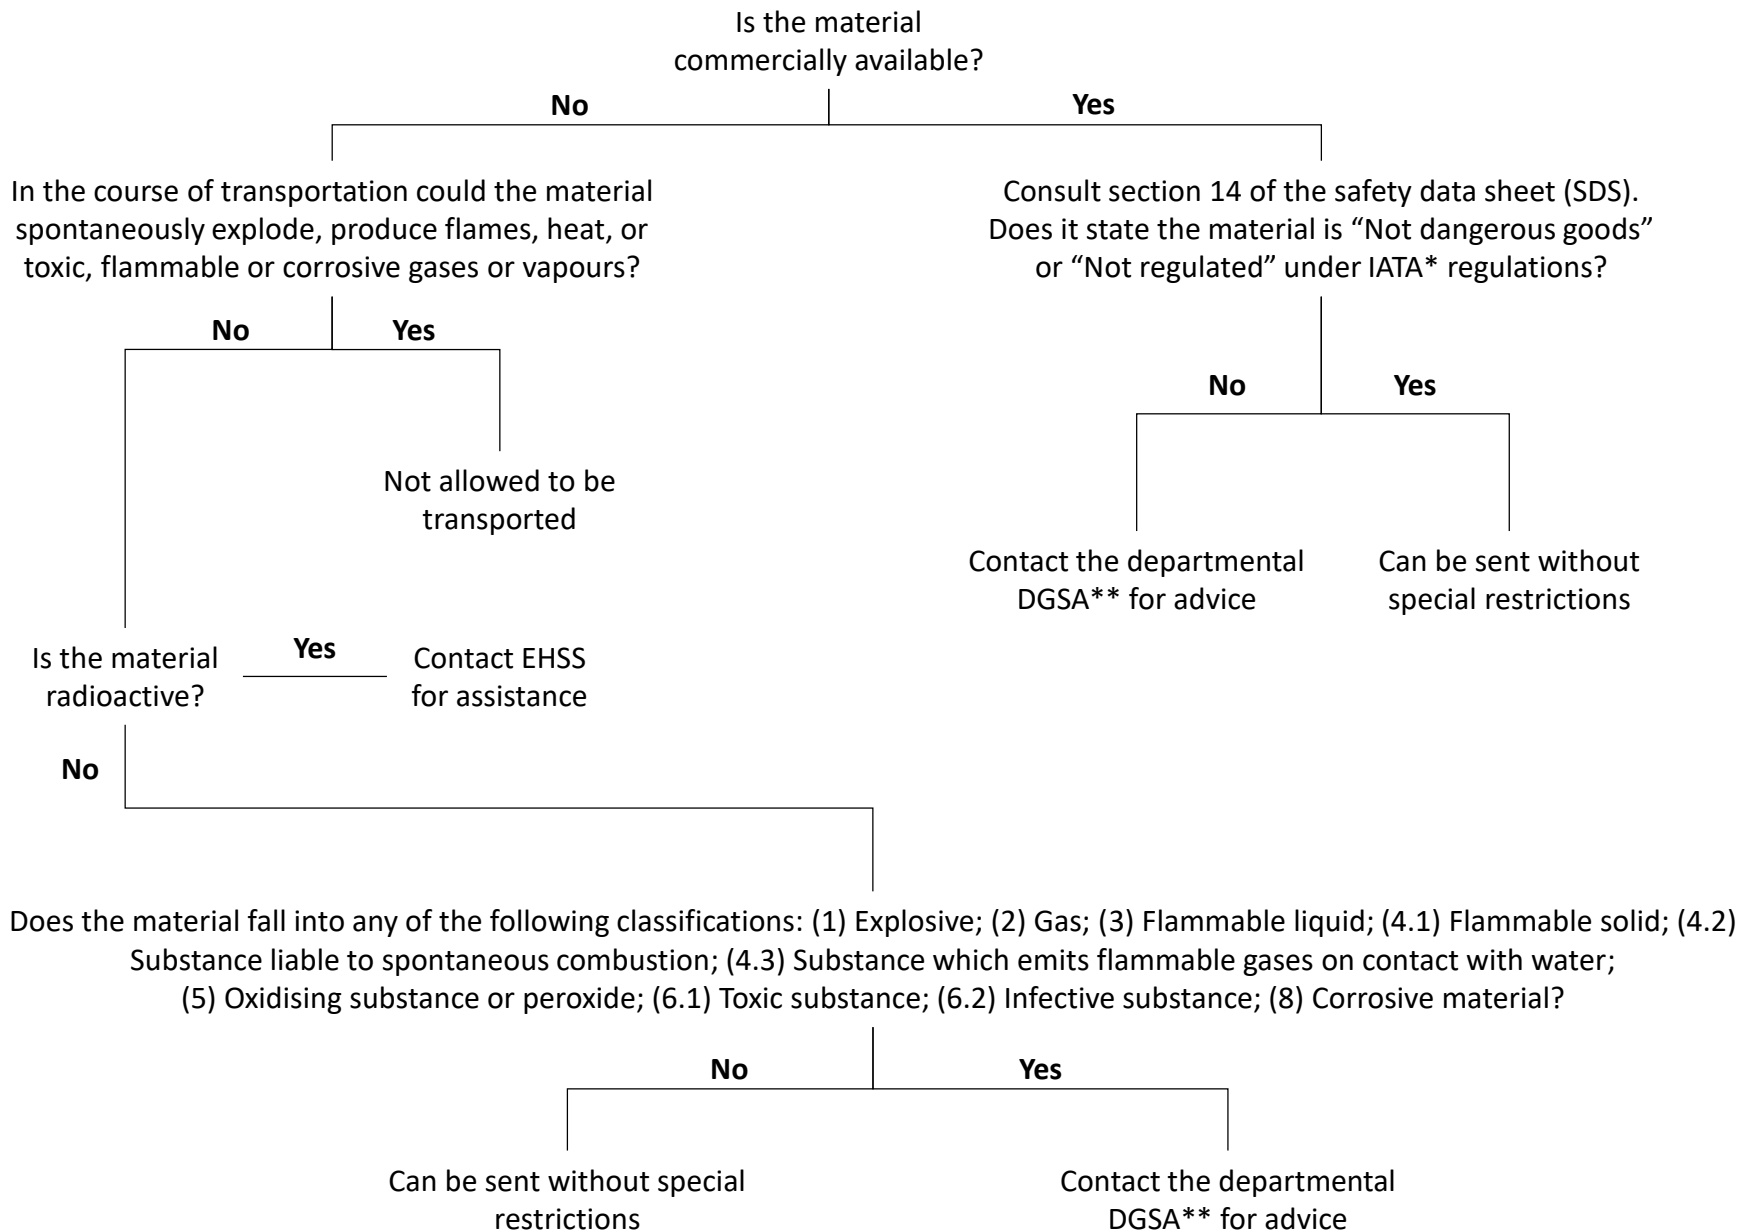 Is the material
commercially available?
No
Yes
In the course of transportation could the material
spontaneously explode, produce flames, heat, or
toxic, flammable or corrosive gases or vapours?
Consult section 14 of the safety data sheet (SDS).
Does it state the material is “Not dangerous goods”
or “Not regulated” under IATA* regulations?
No
Yes
No
Yes
Not allowed to be
transported
Contact the departmental
DGSA** for advice
Can be sent without
special restrictions
Is the material
radioactive?
Yes
Contact EHSS
for assistance
No
Does the material fall into any of the following classifications: (1) Explosive; (2) Gas; (3) Flammable liquid; (4.1) Flammable solid; (4.2)
Substance liable to spontaneous combustion; (4.3) Substance which emits flammable gases on contact with water;
(5) Oxidising substance or peroxide; (6.1) Toxic substance; (6.2) Infective substance; (8) Corrosive material?
No
Yes
Can be sent without special
restrictions
Contact the departmental
DGSA** for advice